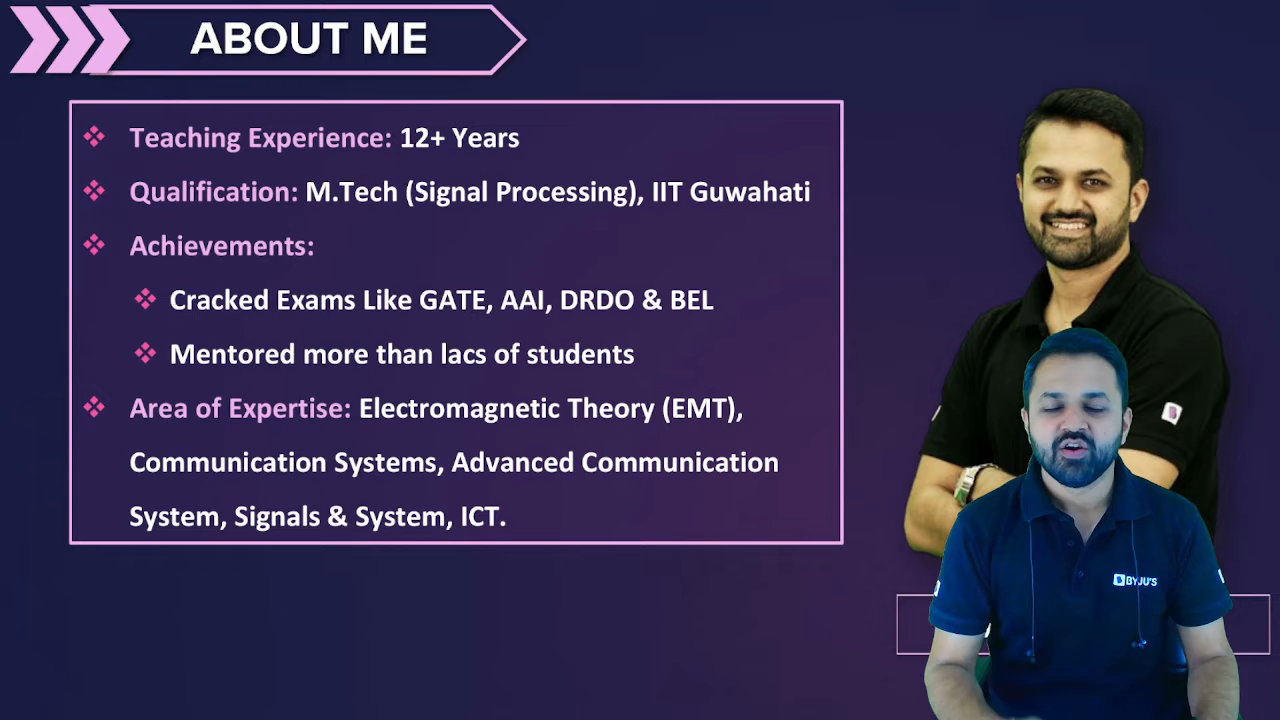 ABOUT ME
Teaching Experience: 12+ Years
Qualification: M.Tech (Signal Processing), IIT Guwahati
Achievements:
Cracked Exams Like GATE, AAI, DRDO & BEL
Mentored more than lacs of students
Area of Expertise: Electromagnetic Theory (EMT),
Communication Systems, Advanced Communication
System, Signals & System, ICT.
BYJU'S